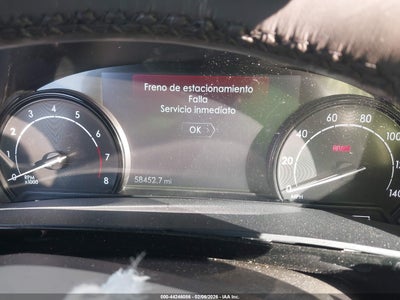 Freno de estacionamiento
Falla
Servicio inmediato
OK
0 1 2 3 4 5 6 7 8
RPM
x1000
58452.7 mi
0 20 40 60 80 100 120 140
MPH
000-44248086 - 02/06/2026 - IAA Inc.